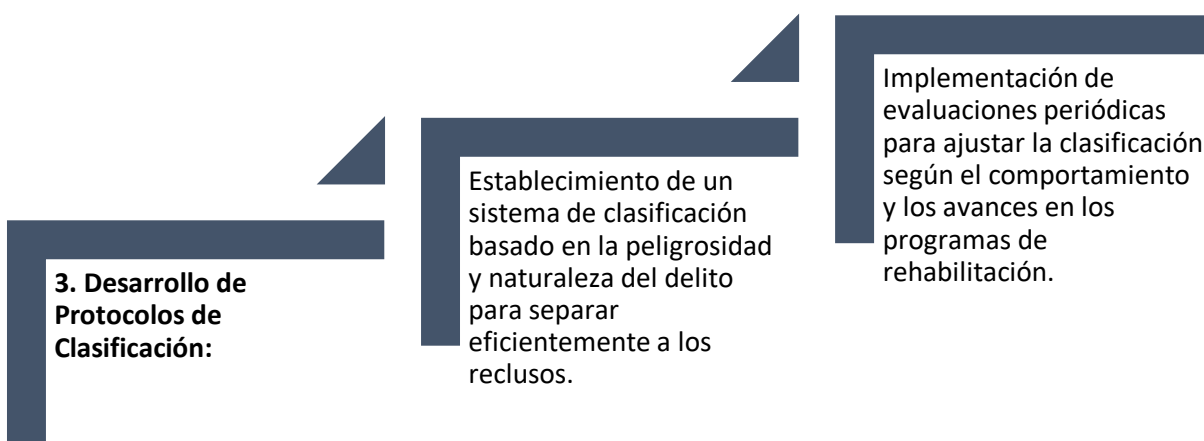 3. Desarrollo de
Protocolos de
Clasificación:
Establecimiento de un
sistema de clasificación
basado en la peligrosidad
y naturaleza del delito
para separar
eficientemente a los
reclusos.
Implementación de
evaluaciones periódicas
para ajustar la clasificación
según el comportamiento
y los avances en los
programas de
rehabilitación.